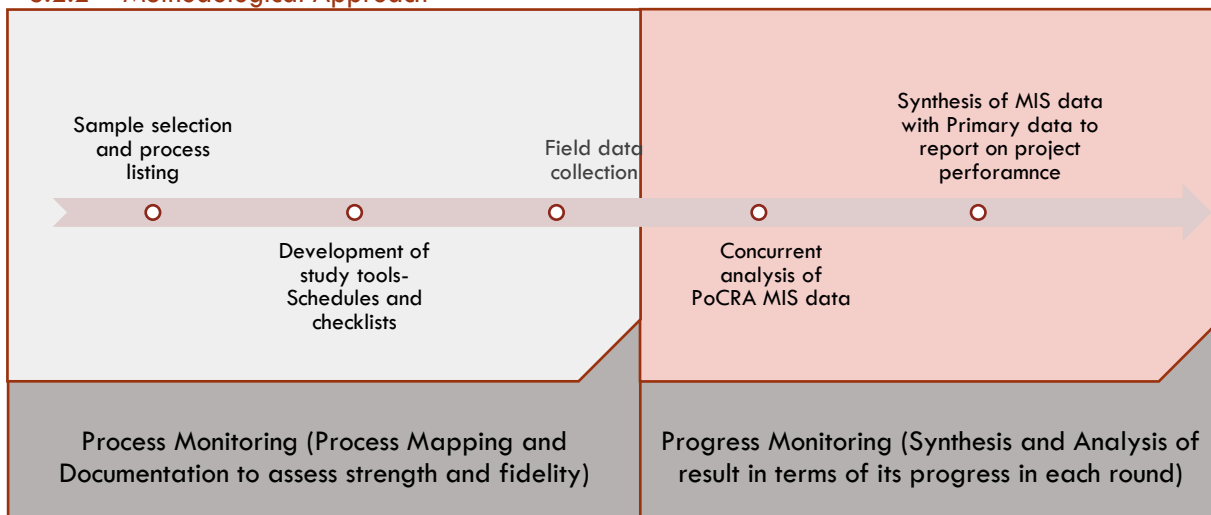 Methodological Approach
Sample selection
and process
listing
Development of
study tools-
Schedules and
checklists
Field data
collection
Concurrent
analysis of
PoCRA MIS data
Synthesis of MIS data
with Primary data to
report on project
perforamnce
Process Monitoring (Process Mapping and
Documentation to assess strength and fidelity)
Progress Monitoring (Synthesis and Analysis of
result in terms of its progress in each round)